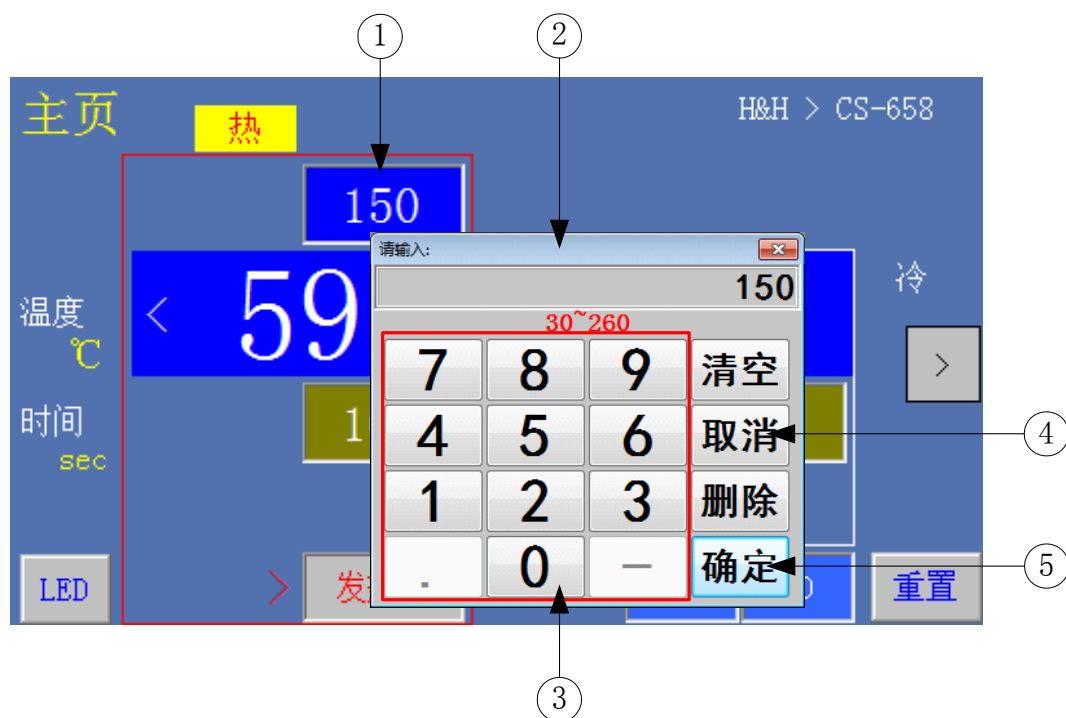 ① ②
主页 热 H&H > CS-658
150
请输入:
150
30~260
温度 < 59 冷
℃ >
7 8 9 清空
时间 4 5 6 取消 ④
sec
1 2 3 删除
. 0 — 确定 ⑤
LED > 重置
③